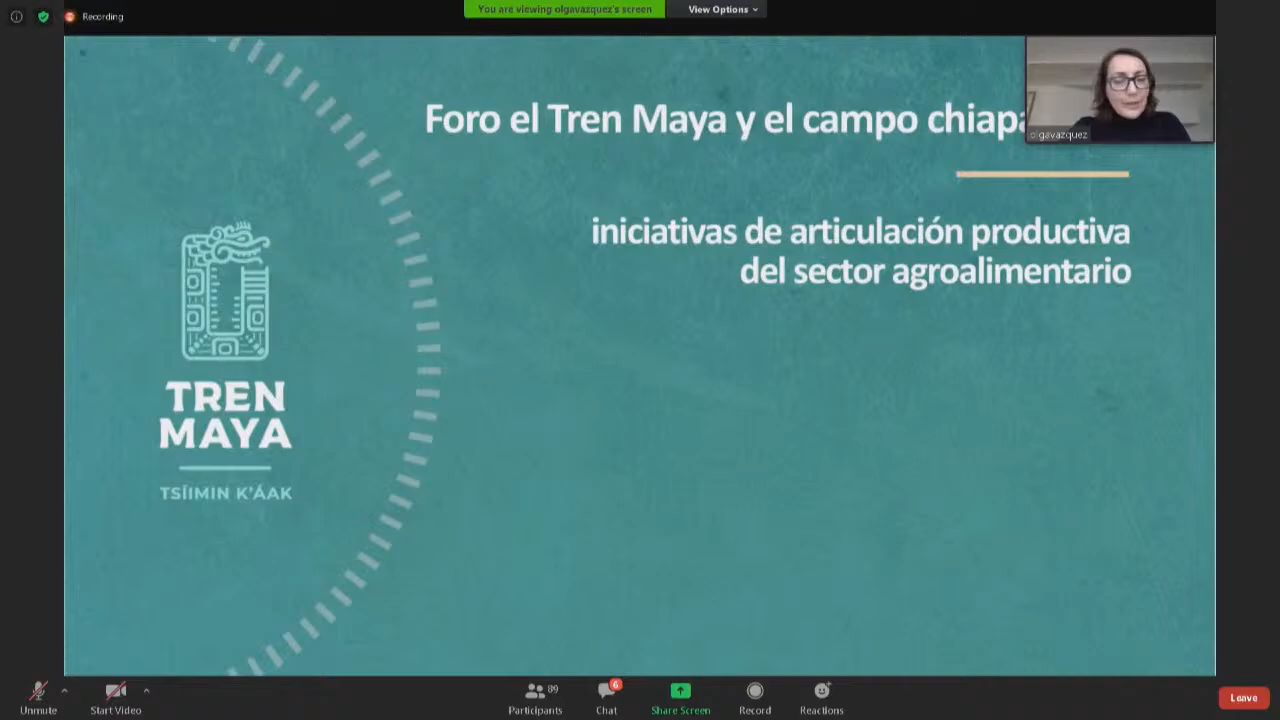 Recording
You are viewing olgavazquez's screen
View Options
Foro el Tren Maya y el campo chiapa
olgavazquez
iniciativas de articulación productiva
del sector agroalimentario
TREN
MAYA
TSÍIMIN K'ÁAK
Unmute
Start Video
Participants
89
Chat
6
Share Screen
Record
Reactions
Leave